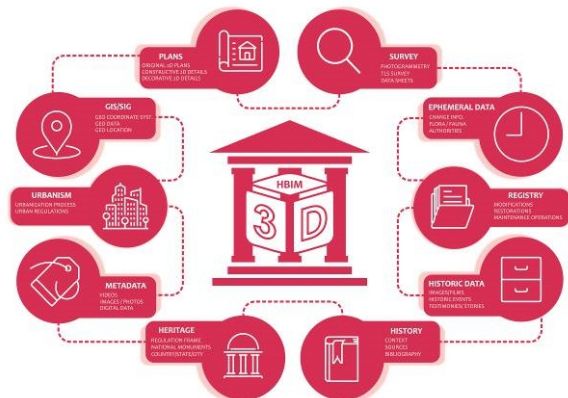 PLANS
ORIGINAL 2D PLANS
CONSTRUCTIVE 2D DETAILS
DECORATIVE 2D DETAILS
SURVEY
PHOTOGRAMMETRY
TLS SURVEY
DATA SHEETS
GIS/SIG
GEO COORDINATE SYST.
GEO DATA
GEO LOCATION
EPHEMERAL DATA
CHANGE INFO.
FLORA / FAUNA
AUTHORITIES
HBIM
3D
URBANISM
URBANIZATION PROCESS
URBAN REGULATIONS
REGISTRY
MODIFICATIONS
RESTORATIONS
MAINTENANCE OPERATIONS
METADATA
VIDEOS
IMAGES / PHOTOS
DIGITAL DATA
HISTORIC DATA
IMAGES/FILMS
HISTORIC EVENTS
TESTIMONIES/ STORIES
HERITAGE
REGULATION FRAME
NATIONAL MONUMENTS
COUNTRY/STATE/CITY
HISTORY
CONTEXT
SOURCES
BIBLIOGRAPHY